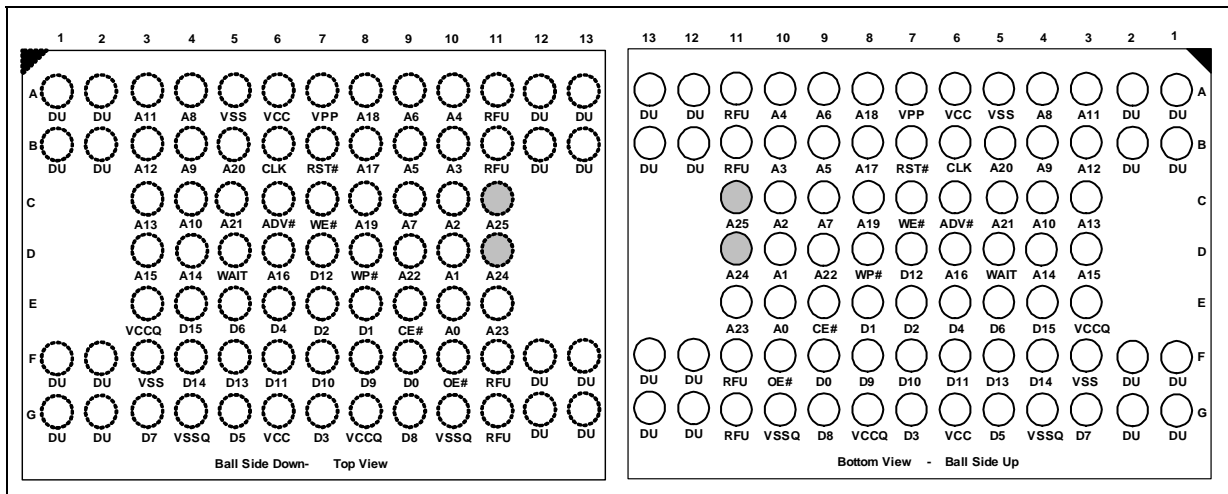 1 2 3 4 5 6 7 8 9 10 11 12 13
A
DU DU A11 A8 VSS VCC VPP A18 A6 A4 RFU DU DU
B
DU DU A12 A9 A20 CLK RST# A17 A5 A3 RFU DU DU
C
A13 A10 A21 ADV# WE# A19 A7 A2 A25
D
A15 A14 WAIT A16 D12 WP# A22 A1 A24
E
VCCQ D15 D6 D4 D2 D1 CE# A0 A23
F
DU DU VSS D14 D13 D11 D10 D9 D0 OE# RFU DU DU
G
DU DU D7 VSSQ D5 VCC D3 VCCQ D8 VSSQ RFU DU DU
Ball Side Down- Top View
13 12 11 10 9 8 7 6 5 4 3 2 1
A
DU DU RFU A4 A6 A18 VPP VCC VSS A8 A11 DU DU
B
DU DU RFU A3 A5 A17 RST# CLK A20 A9 A12 DU DU
C
A25 A2 A7 A19 WE# ADV# A21 A10 A13
D
A24 A1 A22 WP# D12 A16 WAIT A14 A15
E
A23 A0 CE# D1 D2 D4 D6 D15 VCCQ
F
DU DU RFU OE# D0 D9 D10 D11 D13 D14 VSS DU DU
G
DU DU RFU VSSQ D8 VCCQ D3 VCC D5 VSSQ D7 DU DU
Bottom View - Ball Side Up